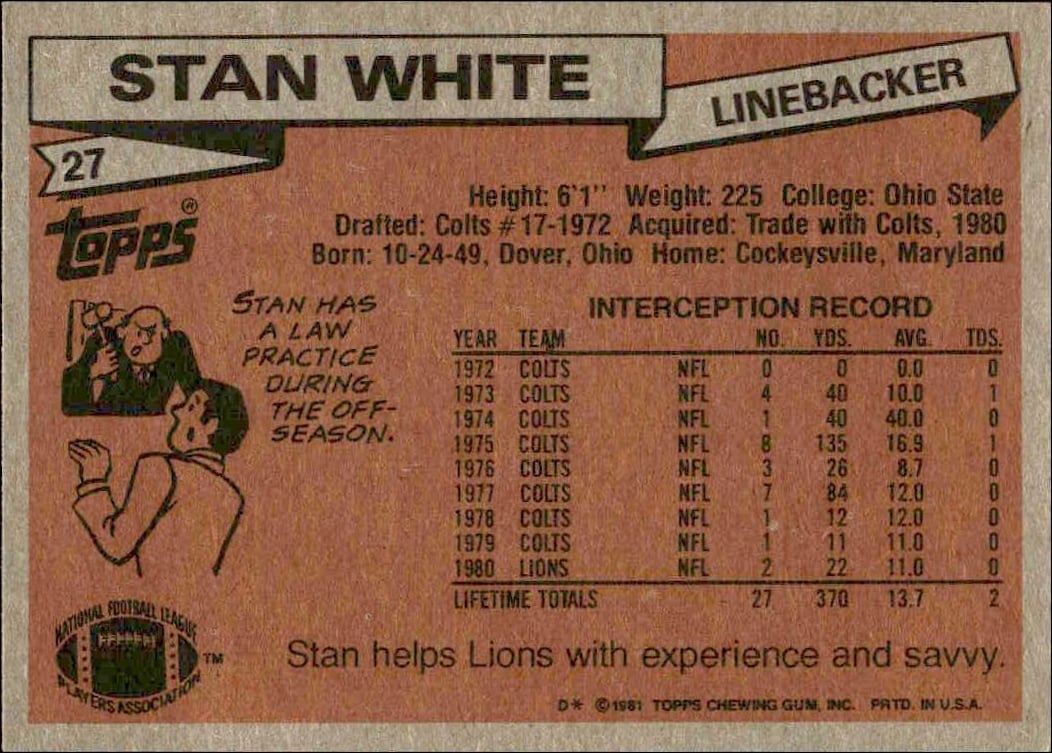 STAN WHITE
LINEBACKER
27
Topps®
Height: 6'1'' Weight: 225 College: Ohio State
Drafted: Colts #17-1972 Acquired: Trade with Colts, 1980
Born: 10-24-49, Dover, Ohio Home: Cockeysville, Maryland
STAN HAS
A LAW
PRACTICE
DURING
THE OFF-
SEASON.
INTERCEPTION RECORD
YEAR TEAM NO. YDS. AVG. TDS.
1972 COLTS NFL 0 0 0.0 0
1973 COLTS NFL 4 40 10.0 1
1974 COLTS NFL 1 40 40.0 0
1975 COLTS NFL 8 135 16.9 1
1976 COLTS NFL 3 26 8.7 0
1977 COLTS NFL 7 84 12.0 0
1978 COLTS NFL 1 12 12.0 0
1979 COLTS NFL 1 11 11.0 0
1980 LIONS NFL 2 22 11.0 0
LIFETIME TOTALS 27 370 13.7 2
NATIONAL FOOTBALL LEAGUE
PLAYERS ASSOCIATION
TM
Stan helps Lions with experience and savvy.
D* ©1981 TOPPS CHEWING GUM, INC. PRTD. IN U.S.A.